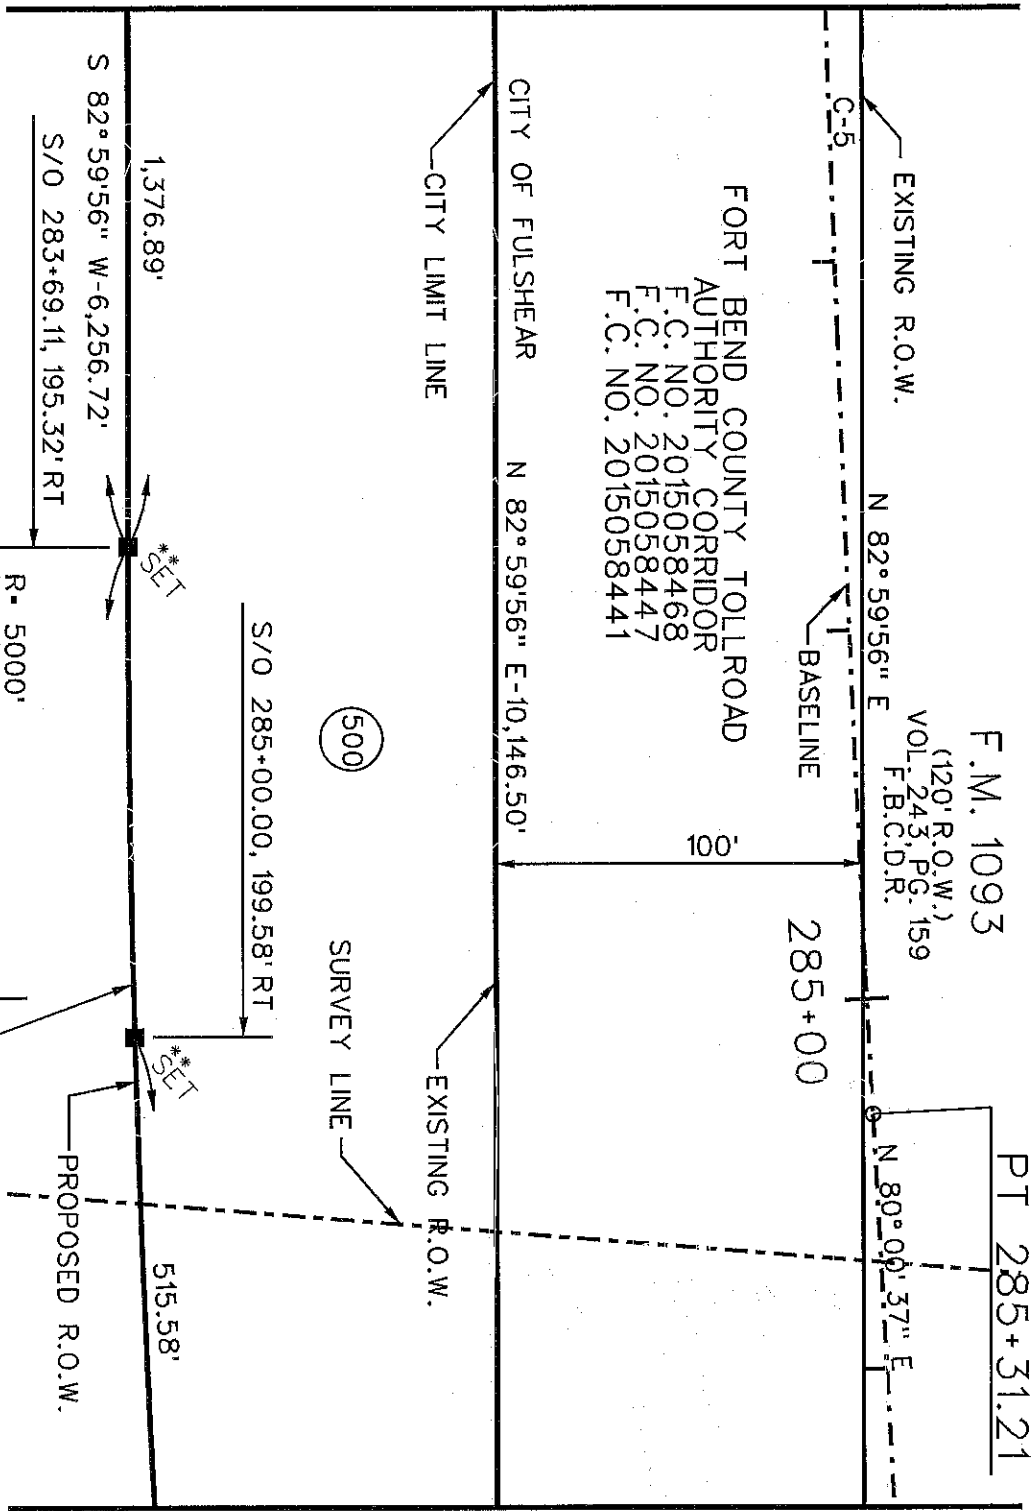 F.M. 1093
(120' R.O.W.)
VOL. 243, PG. 159
F.B.C.D.R.
PT 285+31.21
EXISTING R.O.W.
N 82°59'56" E
N 80°00'37" E
C-5
BASELINE
285+00
FORT BEND COUNTY TOLLROAD
AUTHORITY CORRIDOR
F.C. NO. 2015058468
F.C. NO. 2015058447
F.C. NO. 2015058441
100'
CITY OF FULSHEAR
N 82°59'56" E-10,146.50'
CITY LIMIT LINE
EXISTING R.O.W.
SURVEY LINE
500
S/O 285+00.00, 199.58' RT
**
SET
**
SET
1,376.89'
515.58'
S 82°59'56" W-6,256.72'
S/O 283+69.11, 195.32' RT
PROPOSED R.O.W.
R= 5000'